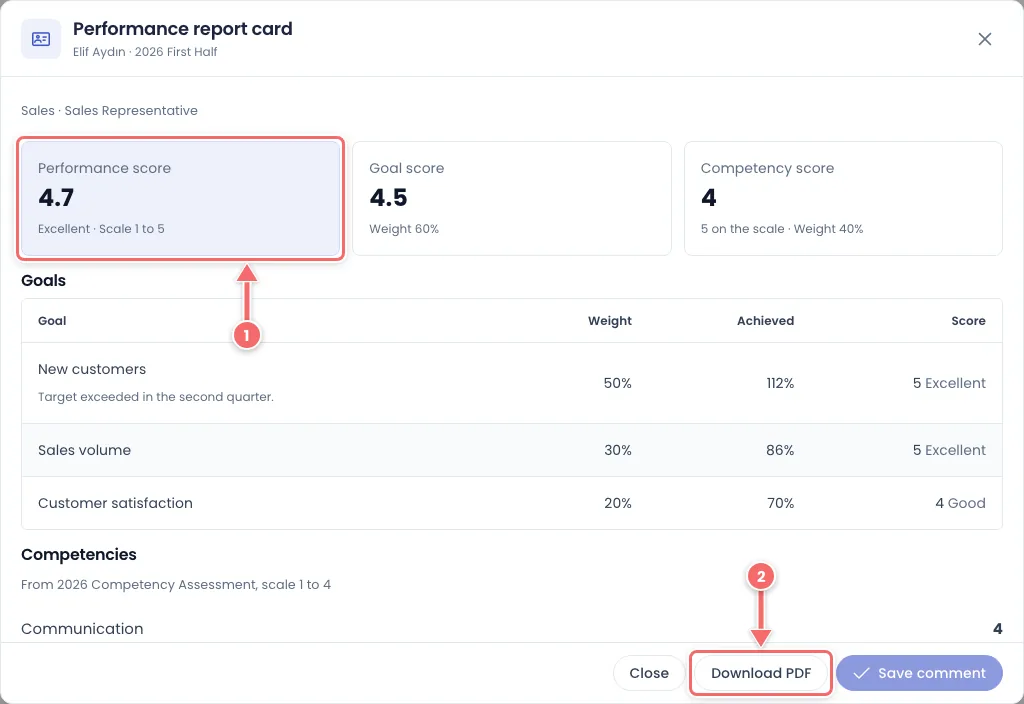 Performance report card
Elif Aydın · 2026 First Half
Sales · Sales Representative
Performance score
4.7
Excellent · Scale 1 to 5
Goal score
4.5
Weight 60%
Competency score
4
5 on the scale · Weight 40%
1
Goals
Goal Weight Achieved Score
New customers 50% 112% 5 Excellent
Target exceeded in the second quarter.
Sales volume 30% 86% 5 Excellent
Customer satisfaction 20% 70% 4 Good
Competencies
From 2026 Competency Assessment, scale 1 to 4
2
Communication 4
Close Download PDF Save comment